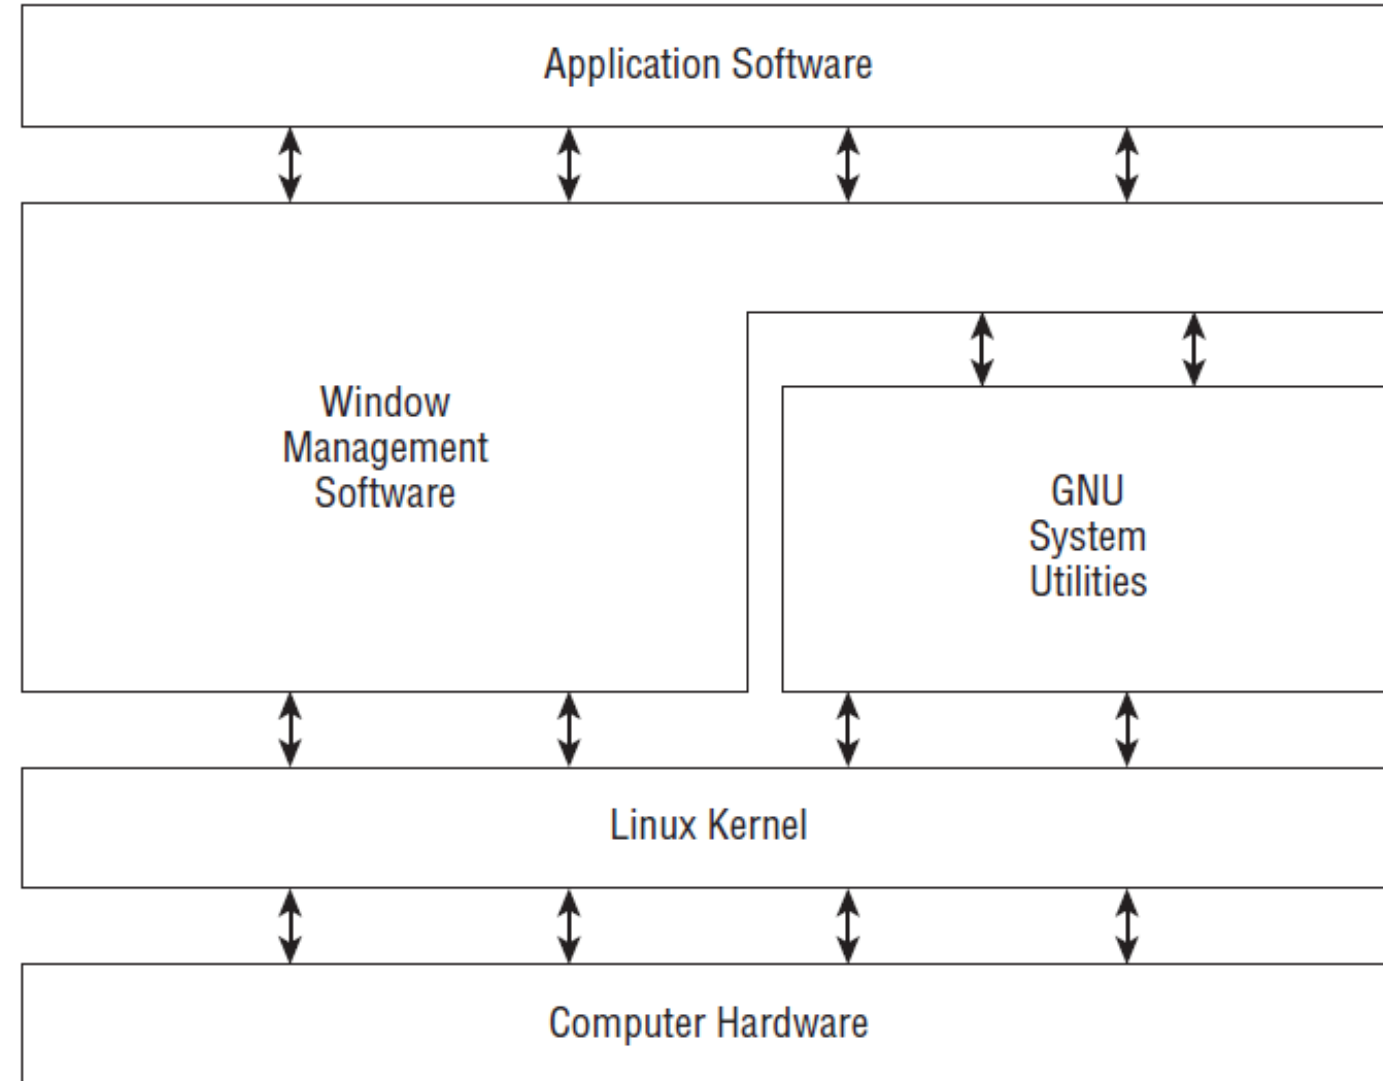 Application Software
Window
Management
Software
GNU
System
Utilities
Linux Kernel
Computer Hardware